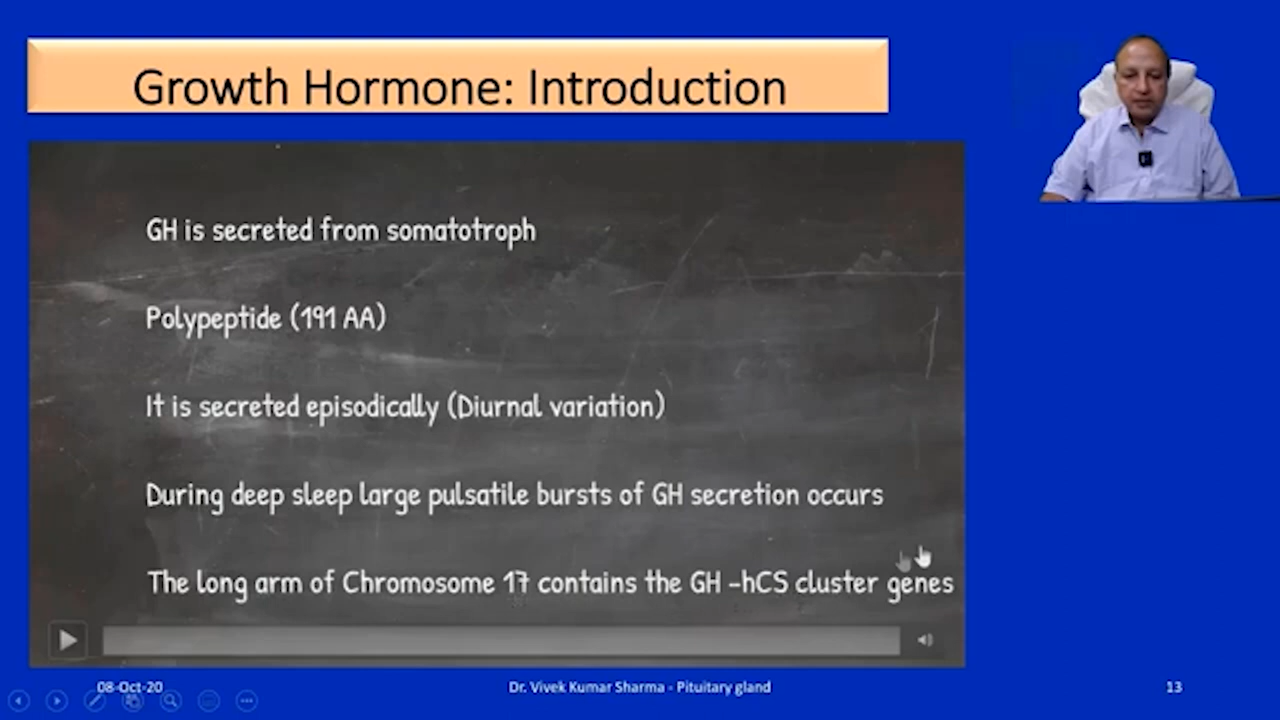 Growth Hormone: Introduction
GH is secreted from somatotroph
Polypeptide (191 AA)
It is secreted episodically (Diurnal variation)
During deep sleep large pulsatile bursts of GH secretion occurs
The long arm of Chromosome 17 contains the GH -hCS cluster genes
08-Oct-20
Dr. Vivek Kumar Sharma - Pituitary gland
13